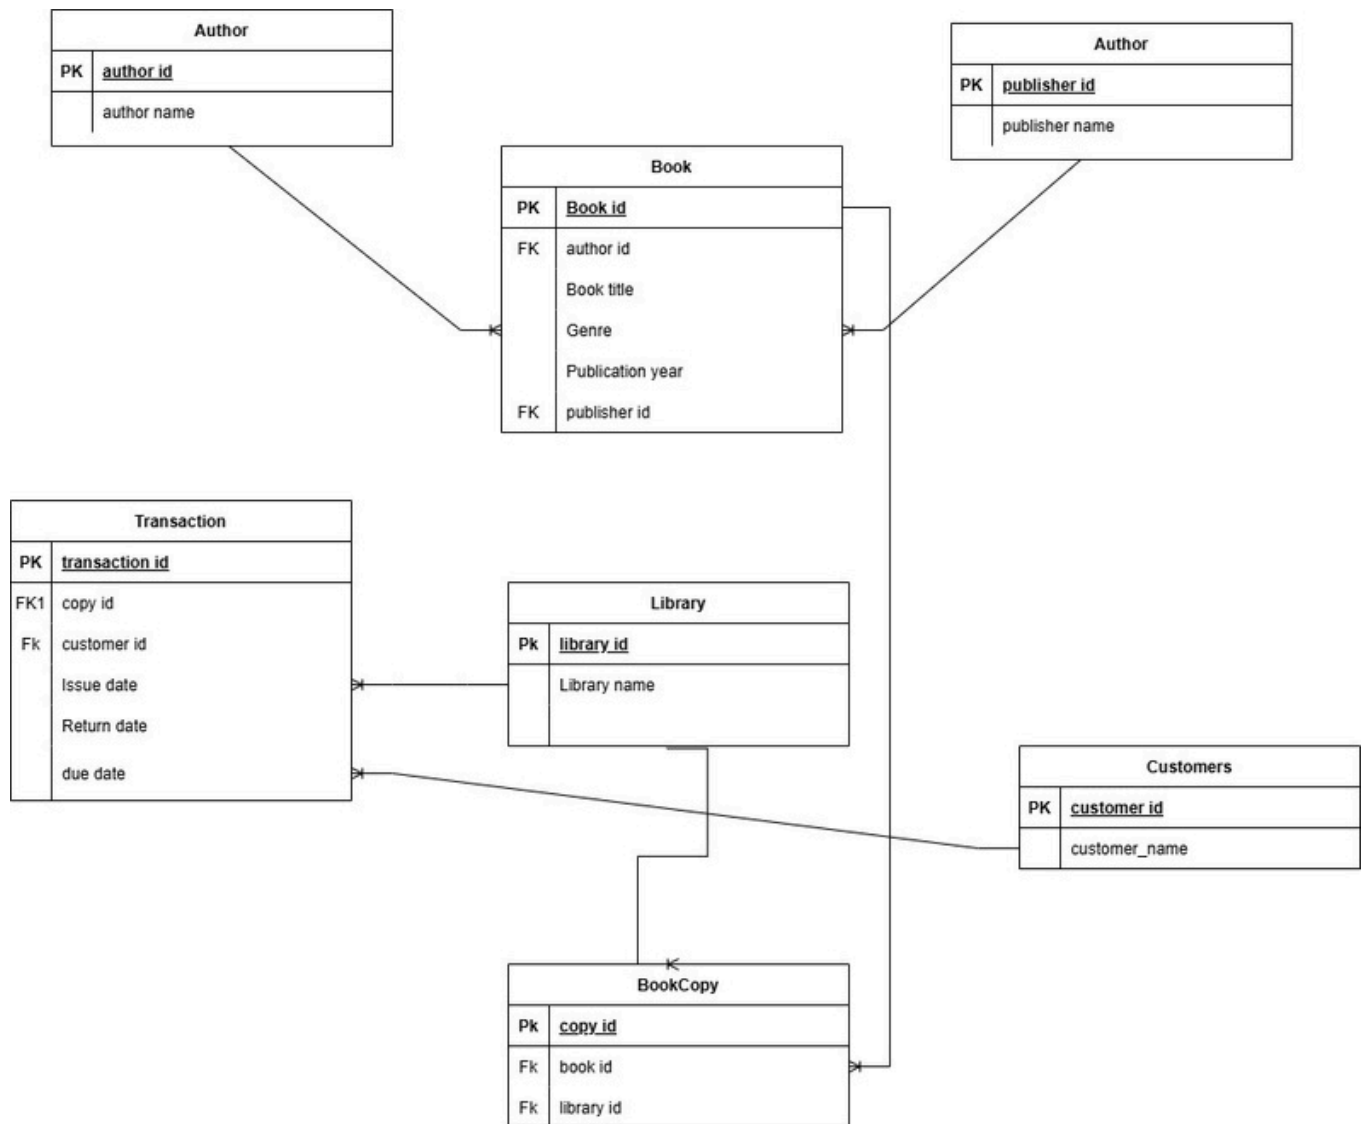 Author
PK author id
author name
Author
PK publisher id
publisher name
Book
PK Book id
FK author id
Book title
Genre
Publication year
FK publisher id
Transaction
PK transaction id
FK1 copy id
Fk customer id
Issue date
Return date
due date
Library
Pk library id
Library name
Customers
PK customer id
customer_name
BookCopy
Pk copy id
Fk book id
Fk library id